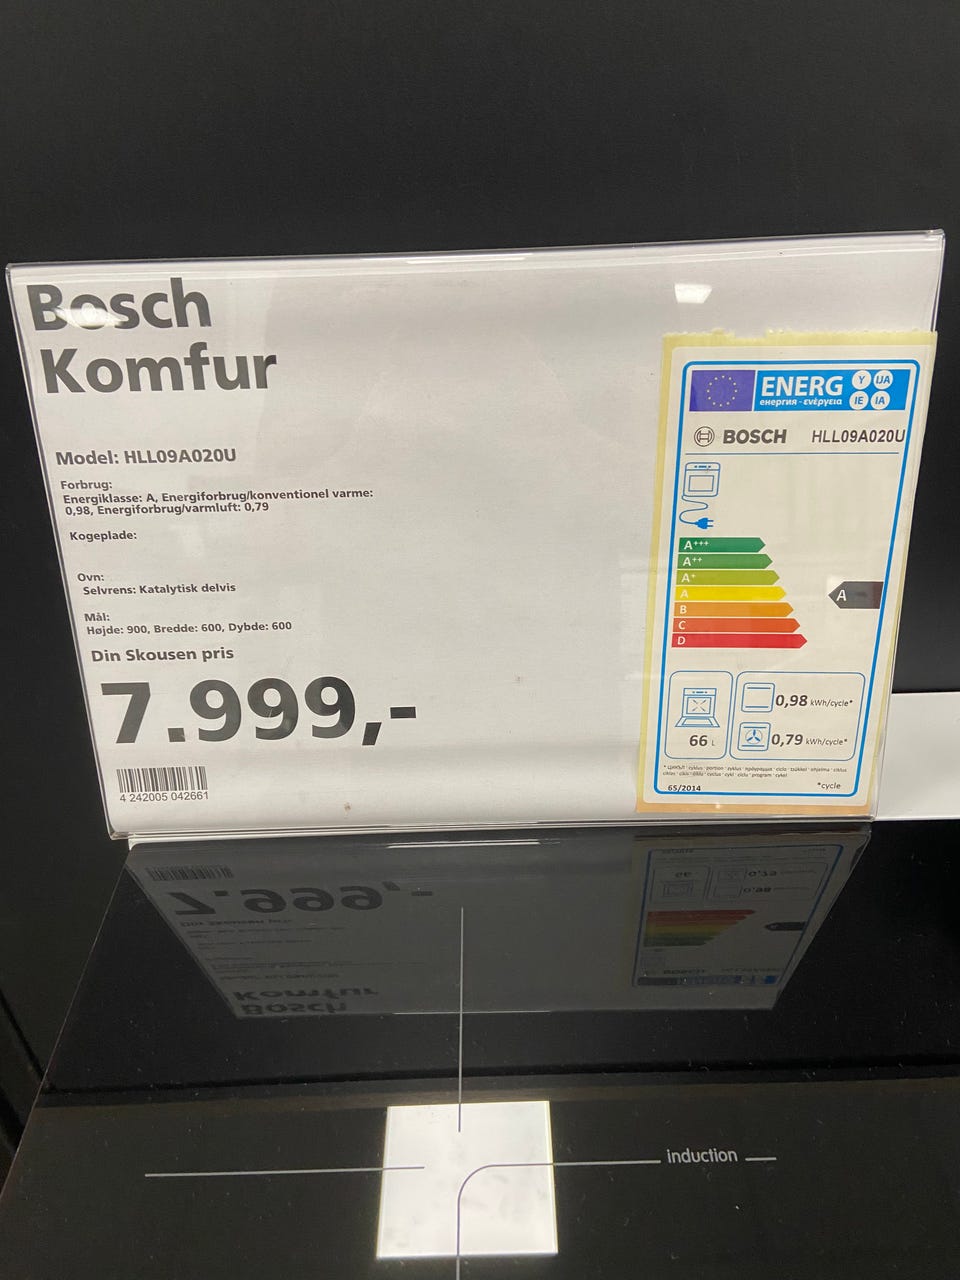 Bosch
Komfur
Model: HLL09A020U
Forbrug:
Energiklasse: A, Energiforbrug/konventionel varme:
0,98, Energiforbrug/varmluft: 0,79
Kogeplade:
Ovn:
Selvrens: Katalytisk delvis
Mål:
Højde: 900, Bredde: 600, Dybde: 600
Din Skousen pris
7.999,-
4 242005 042661
ENERG
енергия · ενέργεια
Y IJA
IE IA
BOSCH HLL09A020U
A+++
A++
A+
A
B
C
D
A
66 L
0,98 kWh/cycle*
0,79 kWh/cycle*
*cycle
65/2014
induction